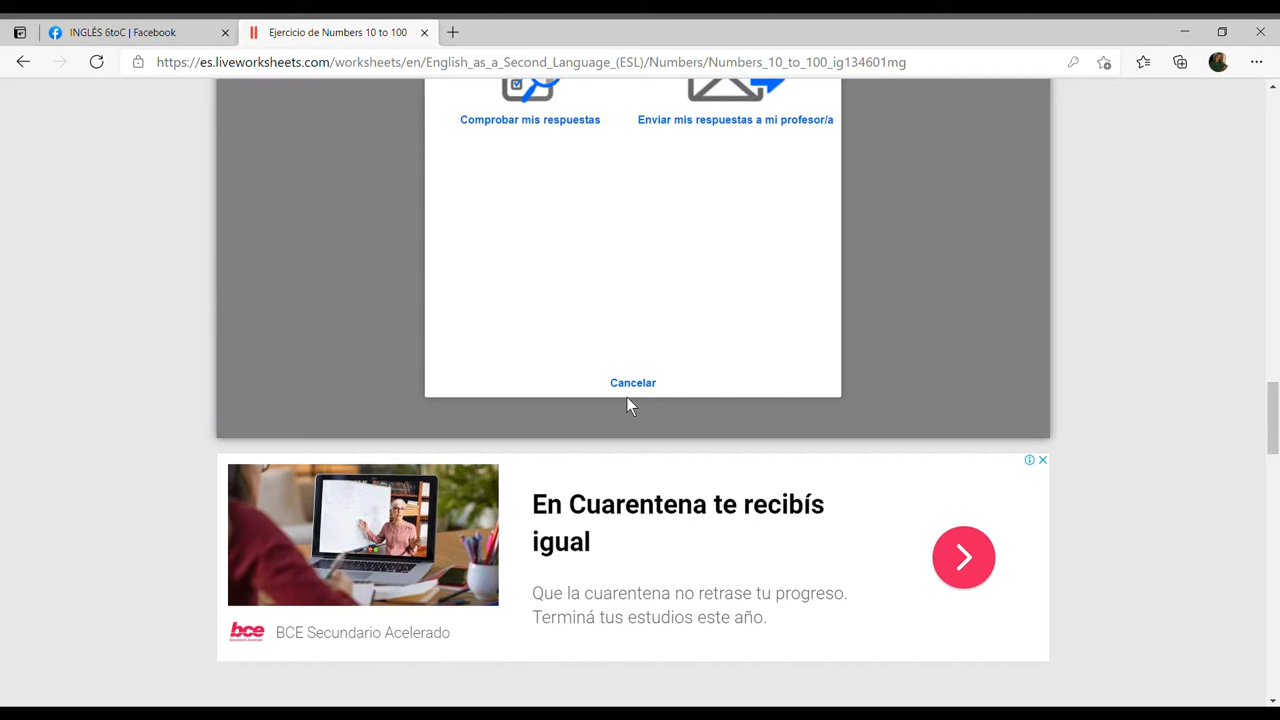 INGLÉS 6toC | Facebook
Ejercicio de Numbers 10 to 100
https://es.liveworksheets.com/worksheets/en/English_as_a_Second_Language_(ESL)/Numbers/Numbers_10_to_100_ig134601mg
Comprobar mis respuestas
Enviar mis respuestas a mi profesor/a
Cancelar
En Cuarentena te recibís
igual
Que la cuarentena no retrase tu progreso.
Terminá tus estudios este año.
bce BCE Secundario Acelerado